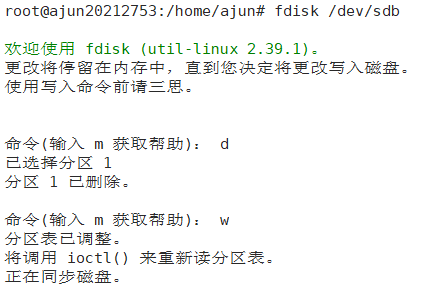 root@ajun20212753:/home/ajun# fdisk /dev/sdb
欢迎使用 fdisk (util-linux 2.39.1)。
更改将停留在内存中，直到您决定将更改写入磁盘。
使用写入命令前请三思。
命令(输入 m 获取帮助)： d
已选择分区 1
分区 1 已删除。
命令(输入 m 获取帮助)： w
分区表已调整。
将调用 ioctl() 来重新读分区表。
正在同步磁盘。